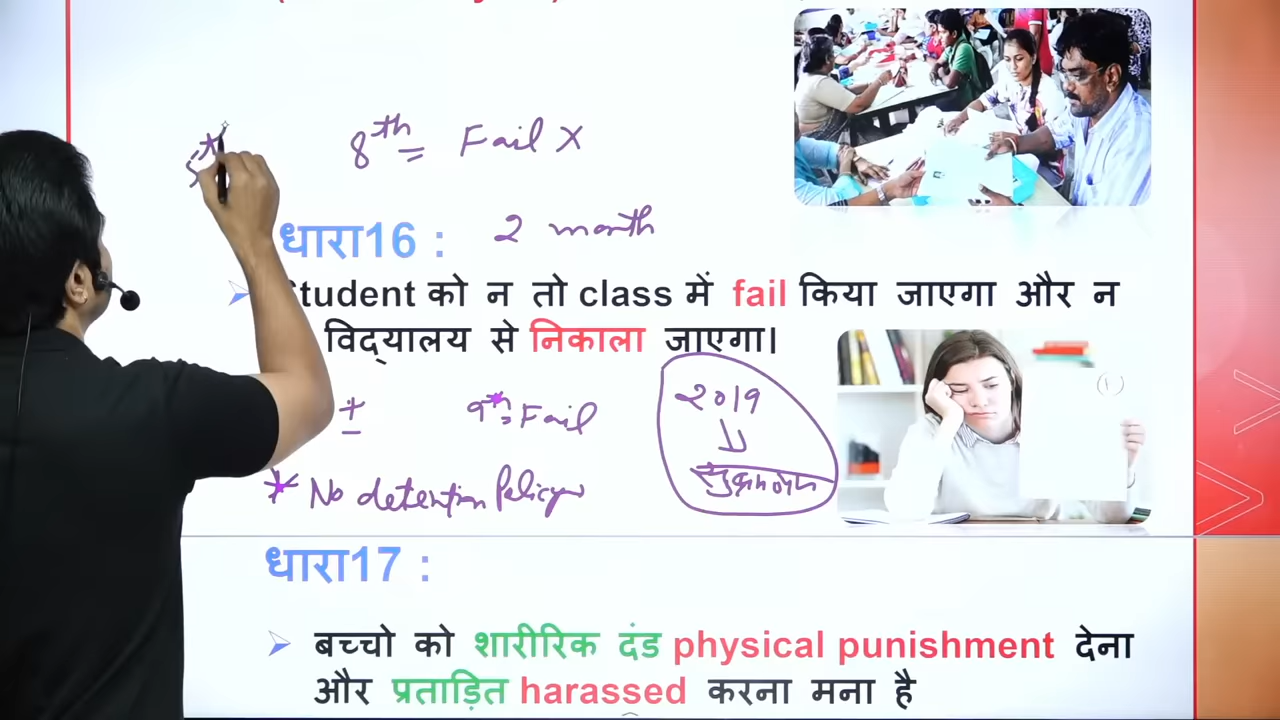 5th 8th = Fail X
धारा16 : 2 month
Student को न तो class में fail किया जाएगा और न
विद्यालय से निकाला जाएगा।
2019
9th = Fail
* No detention Policy
धारा17 :
बच्चो को शारीरिक दंड physical punishment देना
और प्रताड़ित harassed करना मना है